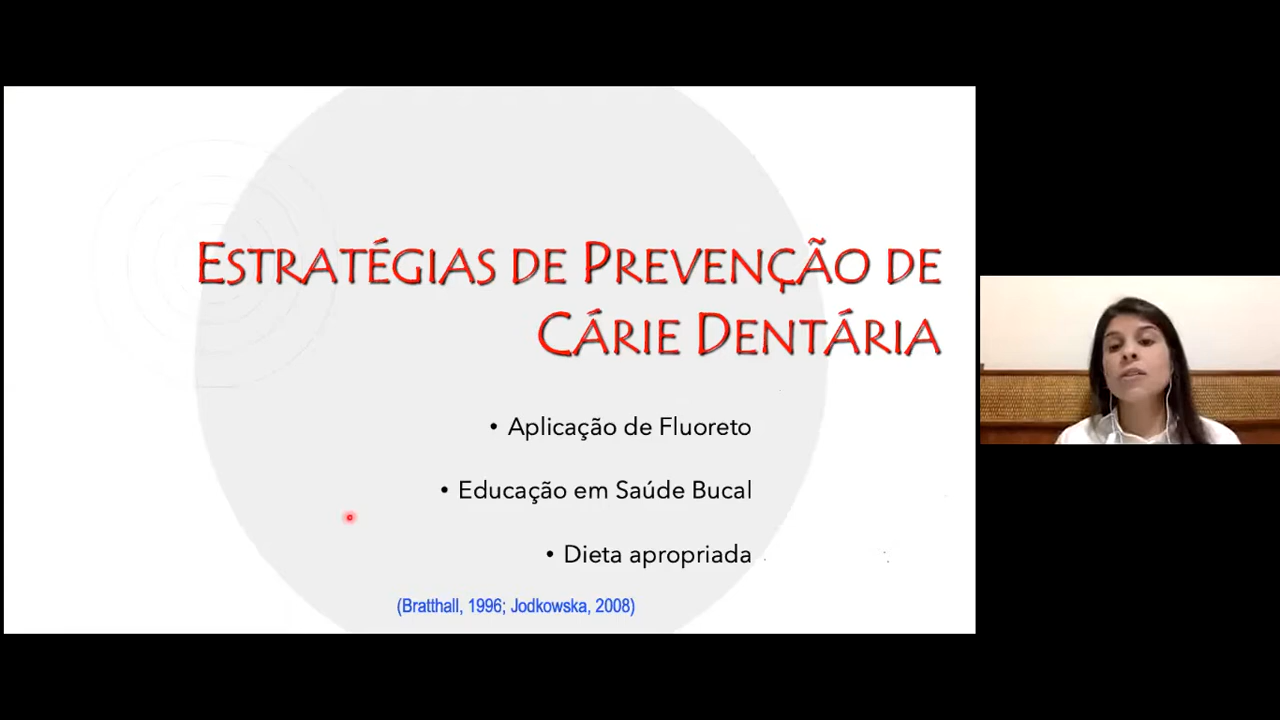 Estratégias de Prevenção de
Cárie Dentária
• Aplicação de Fluoreto
• Educação em Saúde Bucal
• Dieta apropriada
(Bratthall, 1996; Jodkowska, 2008)